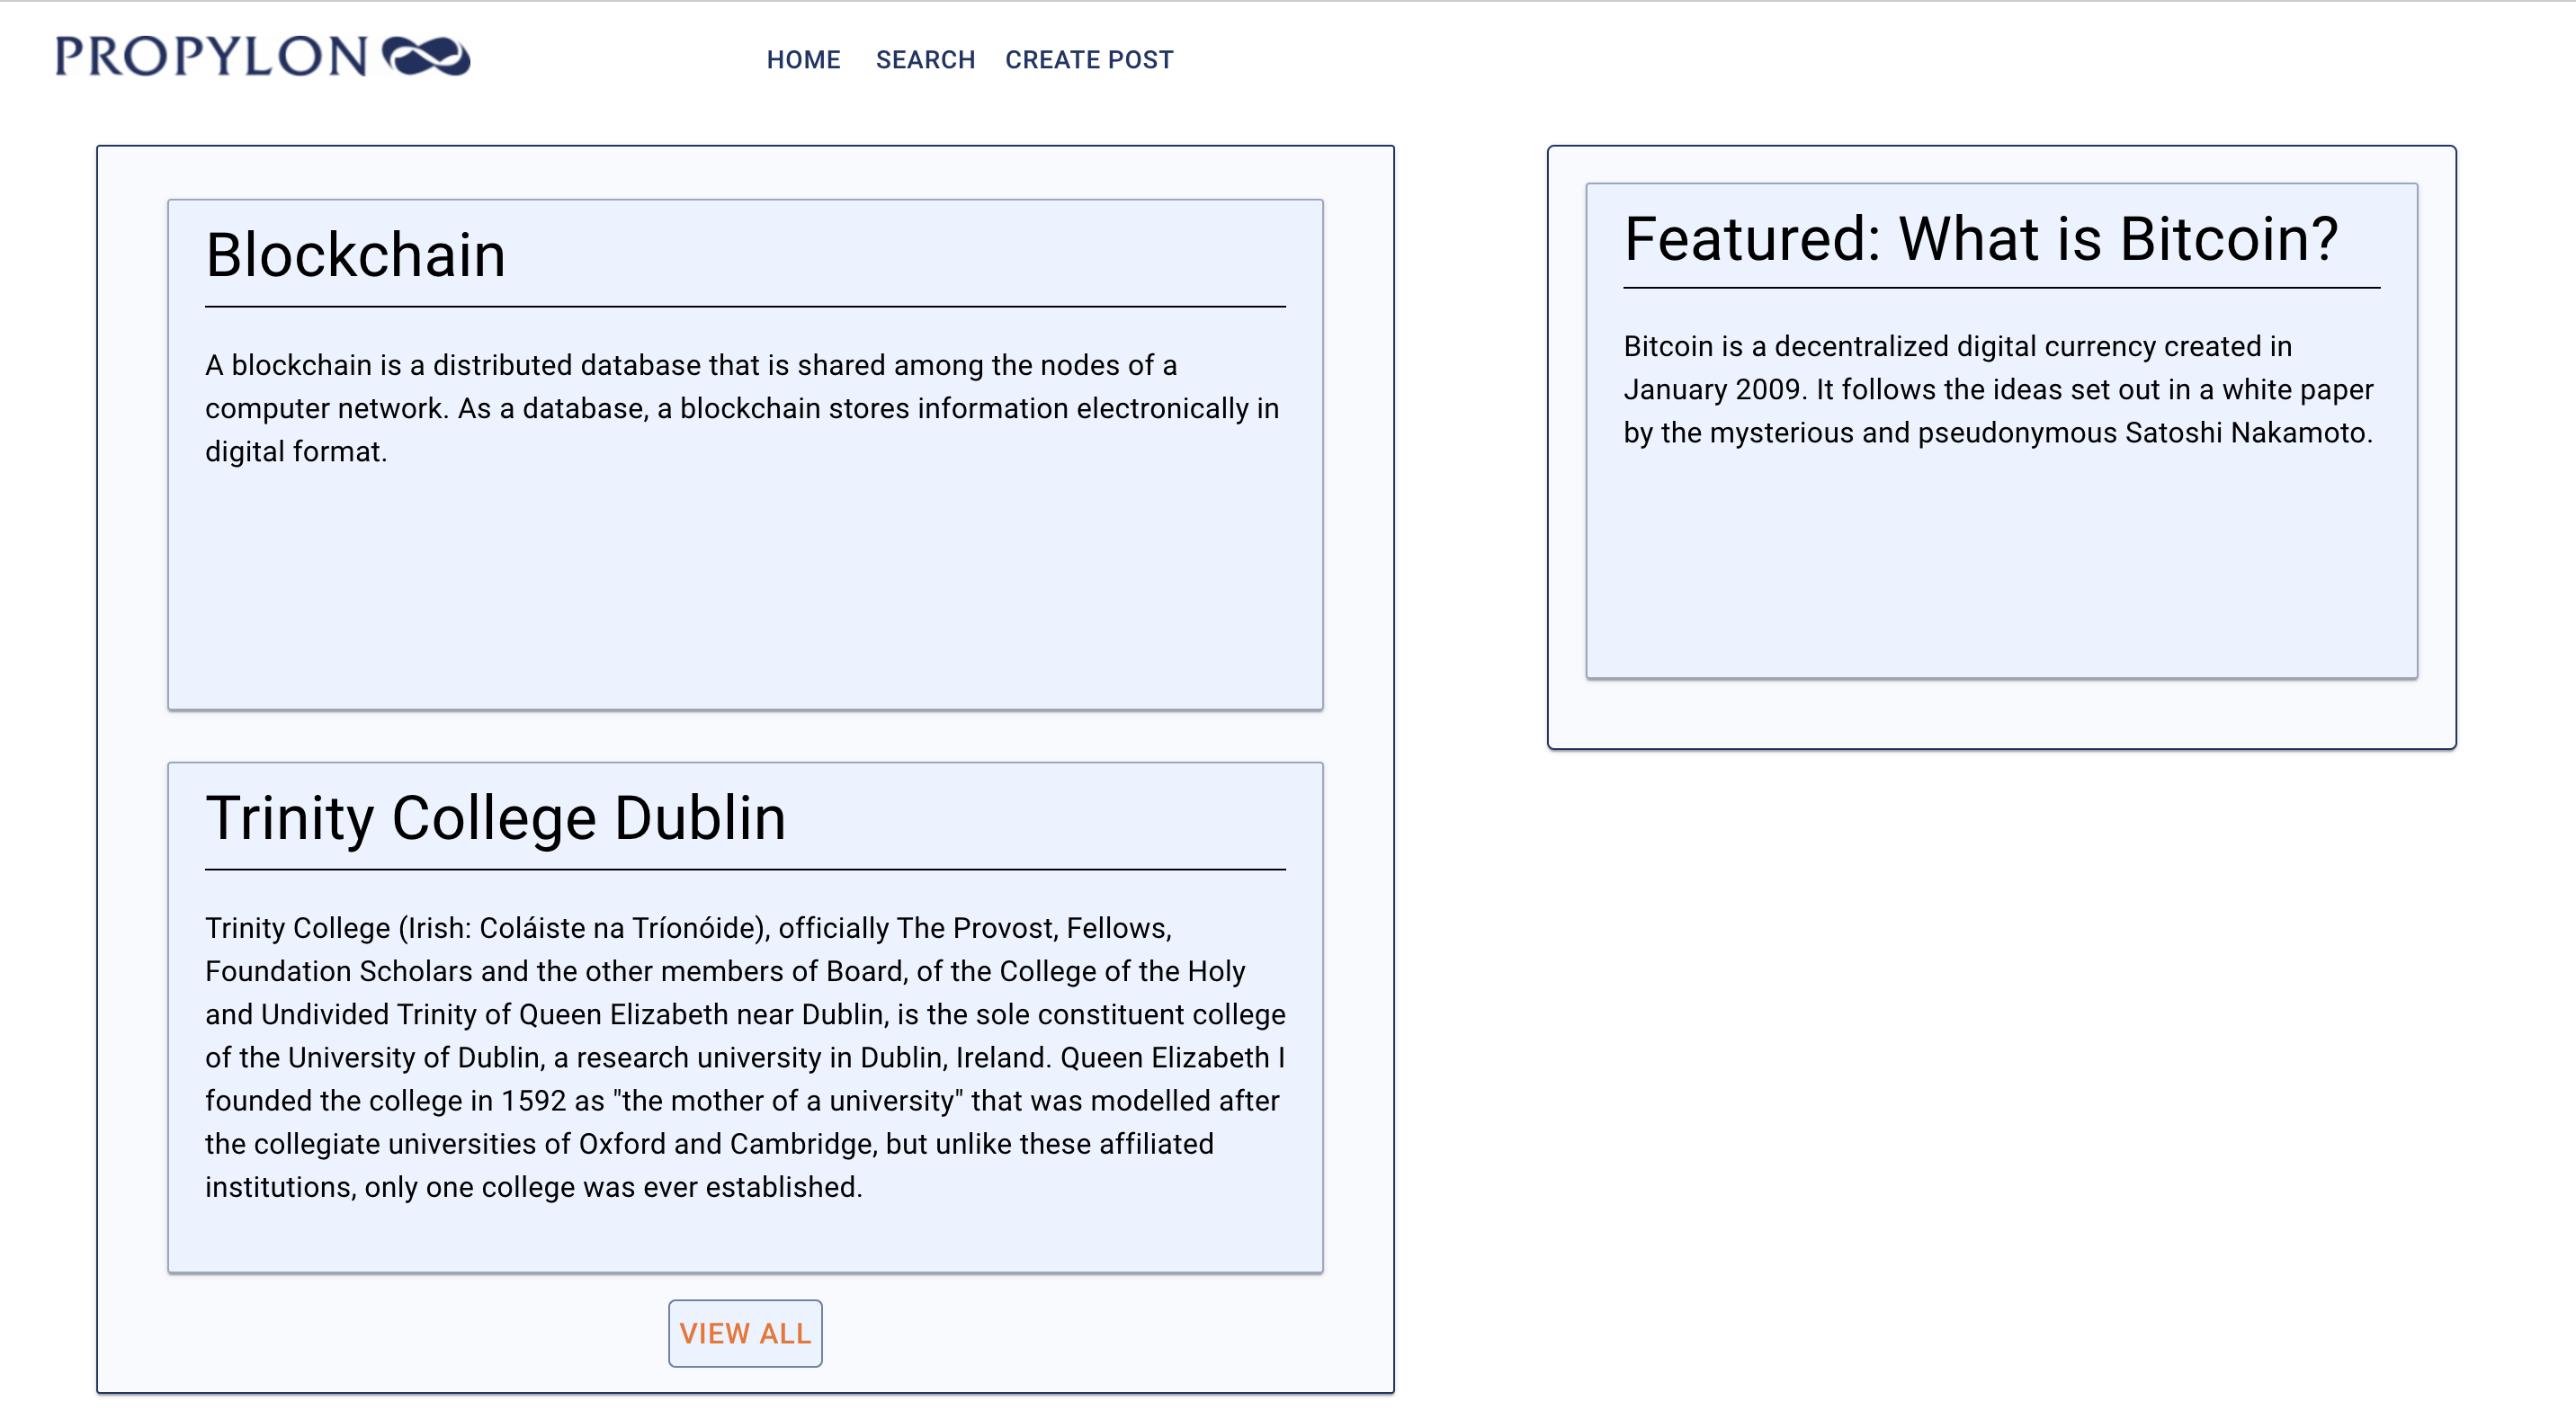 PROPYLON
HOME SEARCH CREATE POST
Blockchain
A blockchain is a distributed database that is shared among the nodes of a
computer network. As a database, a blockchain stores information electronically in
digital format.
Trinity College Dublin
Trinity College (Irish: Coláiste na Tríonóide), officially The Provost, Fellows,
Foundation Scholars and the other members of Board, of the College of the Holy
and Undivided Trinity of Queen Elizabeth near Dublin, is the sole constituent college
of the University of Dublin, a research university in Dublin, Ireland. Queen Elizabeth I
founded the college in 1592 as "the mother of a university" that was modelled after
the collegiate universities of Oxford and Cambridge, but unlike these affiliated
institutions, only one college was ever established.
VIEW ALL
Featured: What is Bitcoin?
Bitcoin is a decentralized digital currency created in
January 2009. It follows the ideas set out in a white paper
by the mysterious and pseudonymous Satoshi Nakamoto.